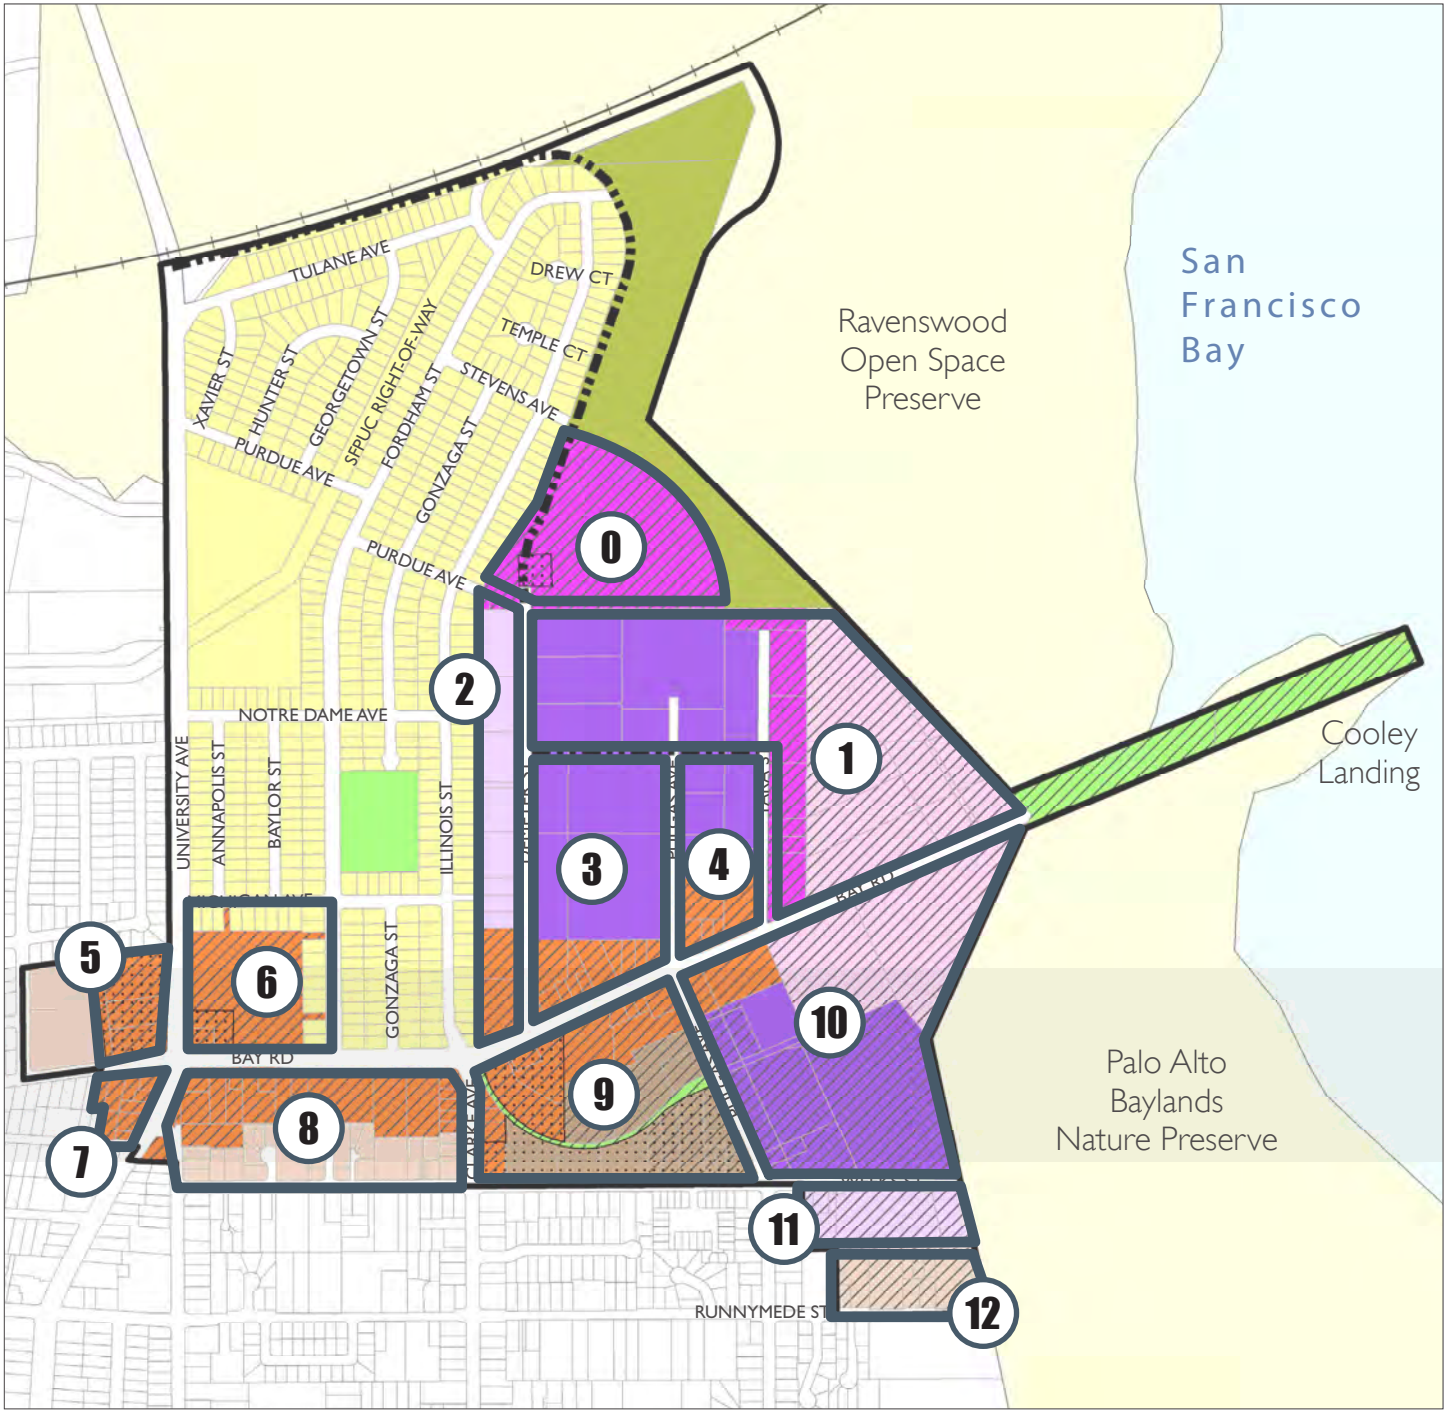 TULANE AVE
DREW CT
TEMPLE CT
STEVENS AVE
XAVIER ST
HUNTER ST
GEORGETOWN ST
SFPUC RIGHT-OF-WAY
FORDHAM ST
GONZAGA ST
PURDUE AVE
PURDUE AVE
Ravenswood
Open Space
Preserve
San
Francisco
Bay
0
2
NOTRE DAME AVE
UNIVERSITY AVE
ANNAPOLIS ST
BAYLOR ST
ILLINOIS ST
1
Cooley
Landing
3
4
BAY RD
MICHIGAN AVE
5
6
GONZAGA ST
BAY RD
10
9
7
8
CLARKE AVE
Palo Alto
Baylands
Nature Preserve
11
RUNNYMEDE ST
12